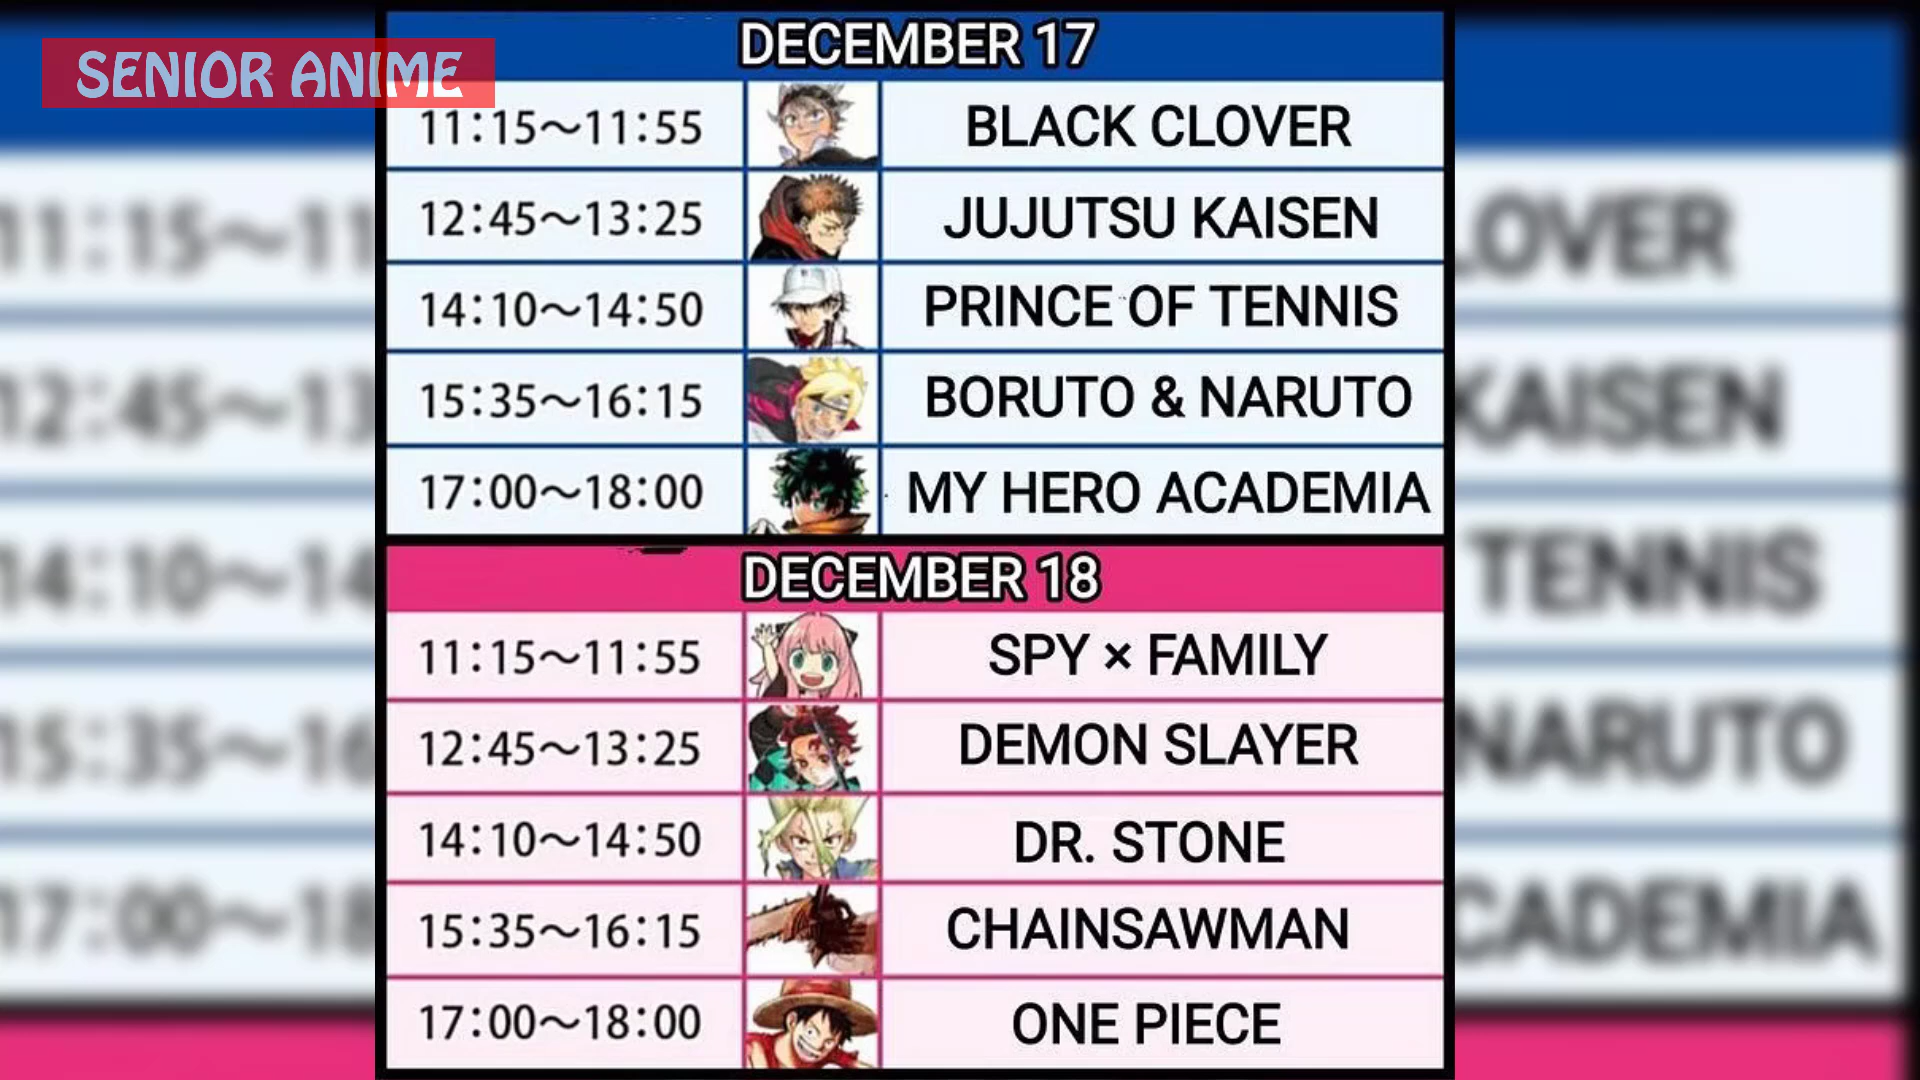 SENIOR ANIME
DECEMBER 17
11:15～11:55 BLACK CLOVER
12:45～13:25 JUJUTSU KAISEN
14:10～14:50 PRINCE OF TENNIS
15:35～16:15 BORUTO & NARUTO
17:00～18:00 MY HERO ACADEMIA
DECEMBER 18
11:15～11:55 SPY × FAMILY
12:45～13:25 DEMON SLAYER
14:10～14:50 DR. STONE
15:35～16:15 CHAINSAWMAN
17:00～18:00 ONE PIECE